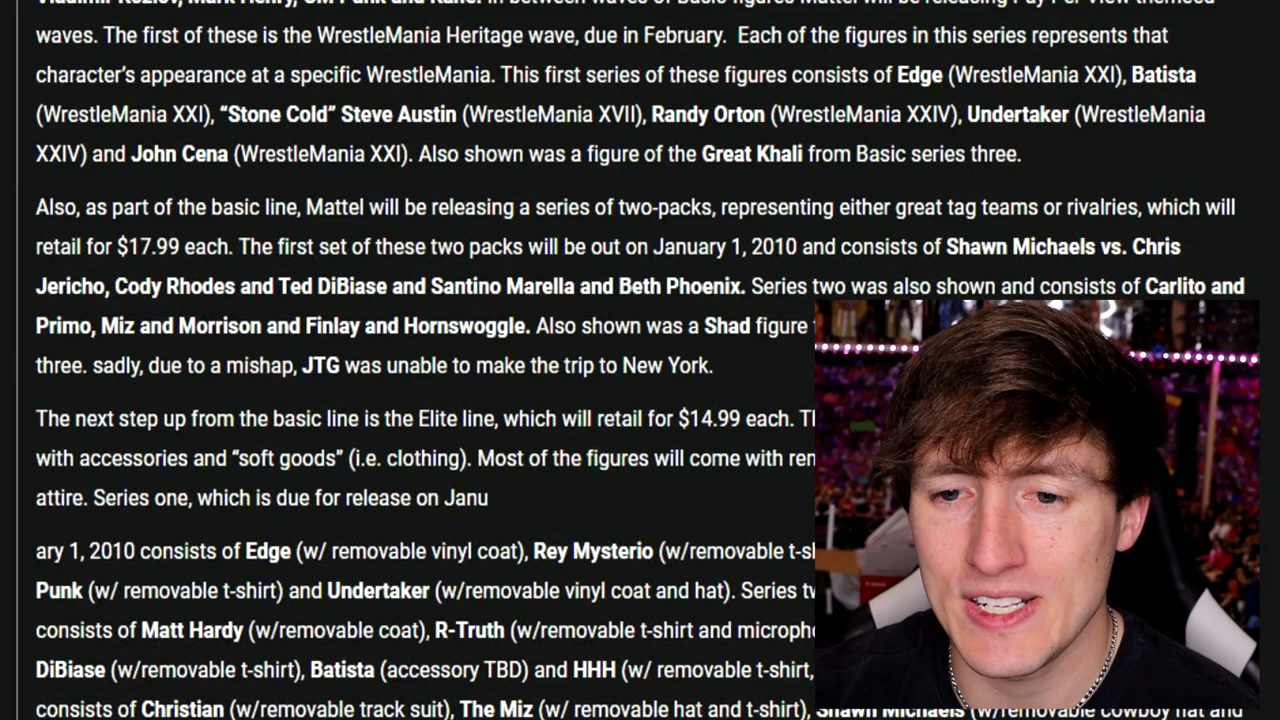 Vladimir Kozlov, Mark Henry, CM Punk and Kane. In between waves of Basic figures Mattel will be releasing Pay Per View themeed
waves. The first of these is the WrestleMania Heritage wave, due in February. Each of the figures in this series represents that
character’s appearance at a specific WrestleMania. This first series of these figures consists of Edge (WrestleMania XXI), Batista
(WrestleMania XXI), “Stone Cold” Steve Austin (WrestleMania XVII), Randy Orton (WrestleMania XXIV), Undertaker (WrestleMania
XXIV) and John Cena (WrestleMania XXI). Also shown was a figure of the Great Khali from Basic series three.
Also, as part of the basic line, Mattel will be releasing a series of two-packs, representing either great tag teams or rivalries, which will
retail for $17.99 each. The first set of these two packs will be out on January 1, 2010 and consists of Shawn Michaels vs. Chris
Jericho, Cody Rhodes and Ted DiBiase and Santino Marella and Beth Phoenix. Series two was also shown and consists of Carlito and
Primo, Miz and Morrison and Finlay and Hornswoggle. Also shown was a Shad figure
three. sadly, due to a mishap, JTG was unable to make the trip to New York.
The next step up from the basic line is the Elite line, which will retail for $14.99 each.
with accessories and “soft goods” (i.e. clothing). Most of the figures will come with
attire. Series one, which is due for release on Janu
ary 1, 2010 consists of Edge (w/ removable vinyl coat), Rey Mysterio (w/removable
Punk (w/ removable t-shirt) and Undertaker (w/removable vinyl coat and hat). Series
consists of Matt Hardy (w/removable coat), R-Truth (w/removable t-shirt and
DiBiase (w/removable t-shirt), Batista (accessory TBD) and HHH (w/ removable t-shirt,
consists of Christian (w/removable track suit), The Miz (w/ removable hat and t-shirt), Shawn Michaels (w/removable cowboy hat and